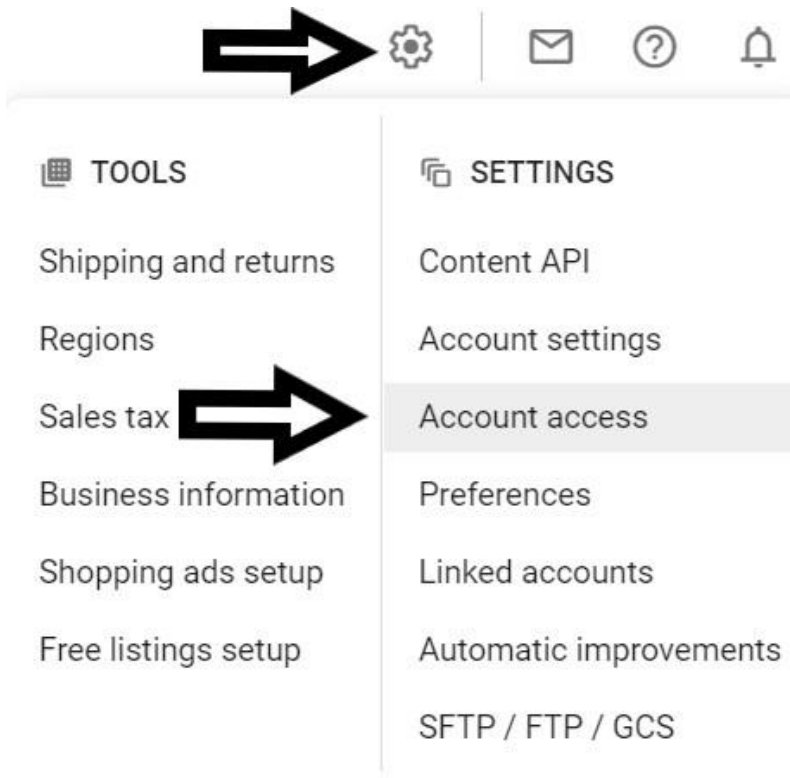 TOOLS
Shipping and returns
Regions
Sales tax
Business information
Shopping ads setup
Free listings setup
SETTINGS
Content API
Account settings
Account access
Preferences
Linked accounts
Automatic improvements
SFTP / FTP / GCS